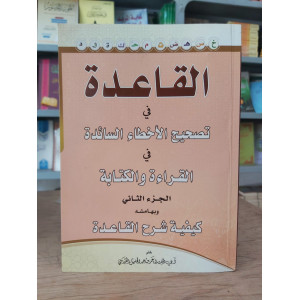 القاعدة
في
تصحيح الأخطاء السائدة
في
القراءة والكتابة
الجزء الثاني
وبهامشه
كيفية شرح القاعدة